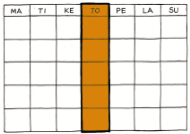 MA TI KE TO PE LA SU